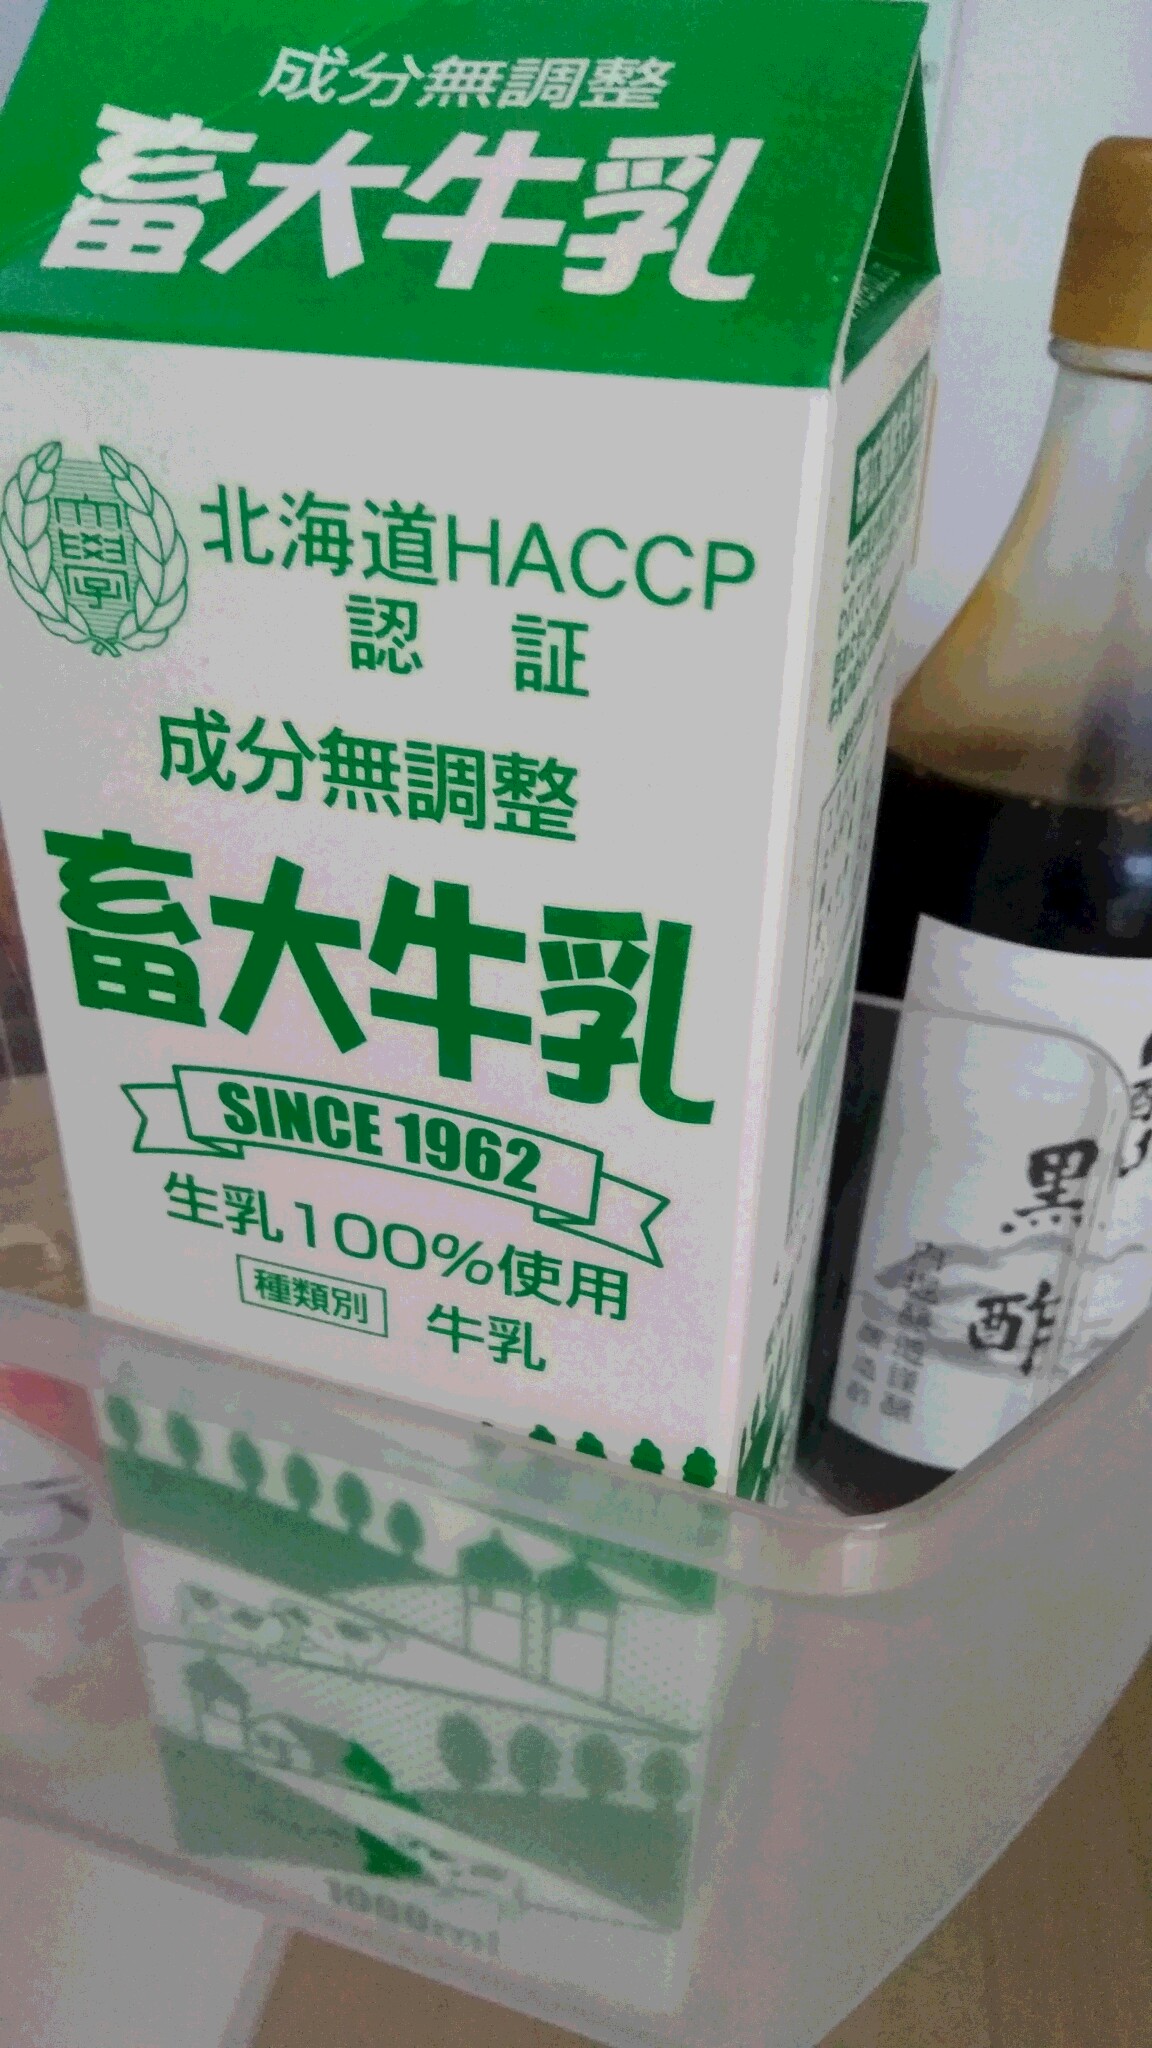 成分無調整
畜大牛乳
北海道HACCP
認証
成分無調整
畜大牛乳
SINCE 1962
生乳100%使用
種類別 牛乳
1000ml
黒酢